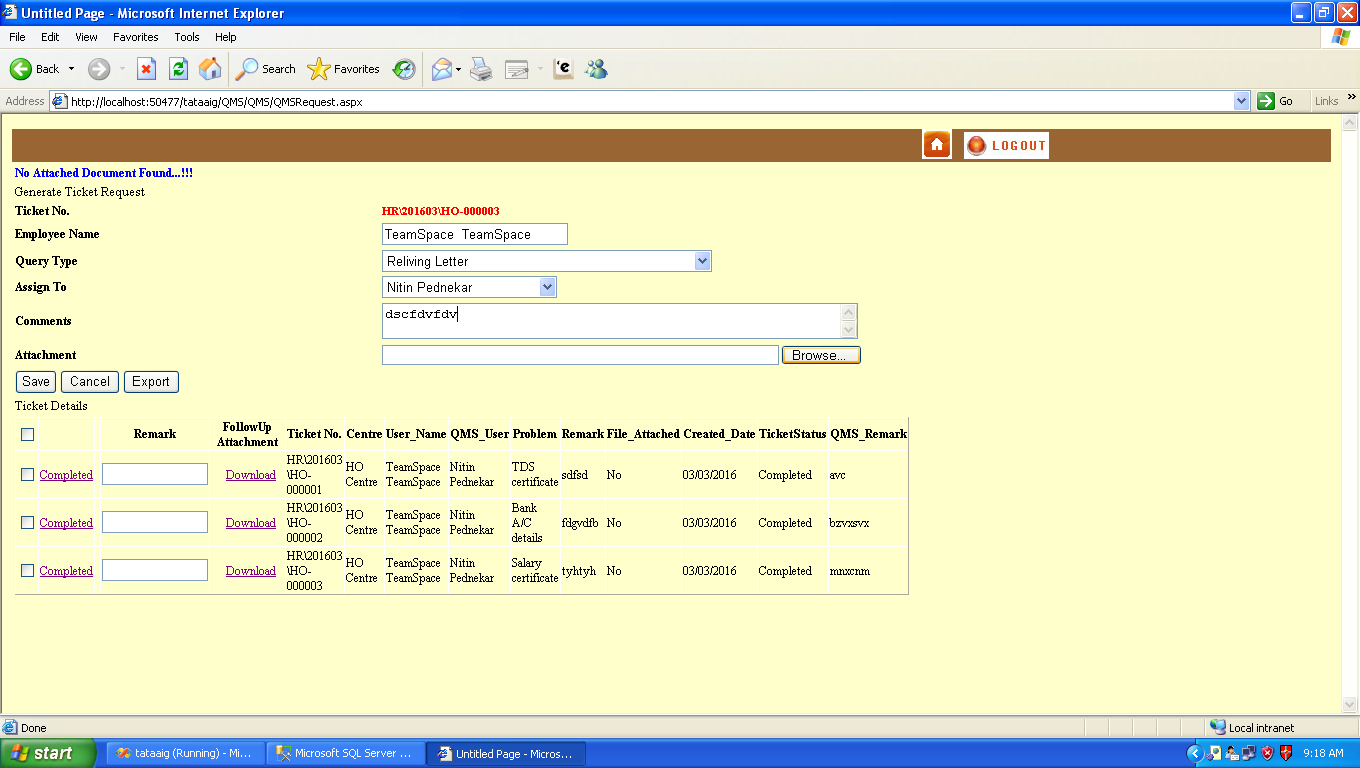 Untitled Page - Microsoft Internet Explorer
File Edit View Favorites Tools Help
Back Search Favorites
Address http://localhost:50477/tataaig/QMS/QMS/QMSRequest.aspx Go Links »
LOGOUT
No Attached Document Found...!!!
Generate Ticket Request
Ticket No. HR\201603\HO-000003
Employee Name TeamSpace TeamSpace
Query Type Reliving Letter
Assign To Nitin Pednekar
Comments dscfdvfdv
Attachment Browse...
Save Cancel Export
Ticket Details
Remark FollowUp Attachment Ticket No. Centre User_Name QMS_User Problem Remark File_Attached Created_Date TicketStatus QMS_Remark
Completed Download HR\201603\HO-000001 HO Centre TeamSpace TeamSpace Nitin Pednekar TDS certificate sdfsd No 03/03/2016 Completed avc
Completed Download HR\201603\HO-000002 HO Centre TeamSpace TeamSpace Nitin Pednekar Bank A/C details fdgvdfb No 03/03/2016 Completed bzvxsvx
Completed Download HR\201603\HO-000003 HO Centre TeamSpace TeamSpace Nitin Pednekar Salary certificate tyhtyh No 03/03/2016 Completed mnxcnm
Done Local intranet
start tataaig (Running) - Mi... Microsoft SQL Server ... Untitled Page - Micros... 9:18 AM